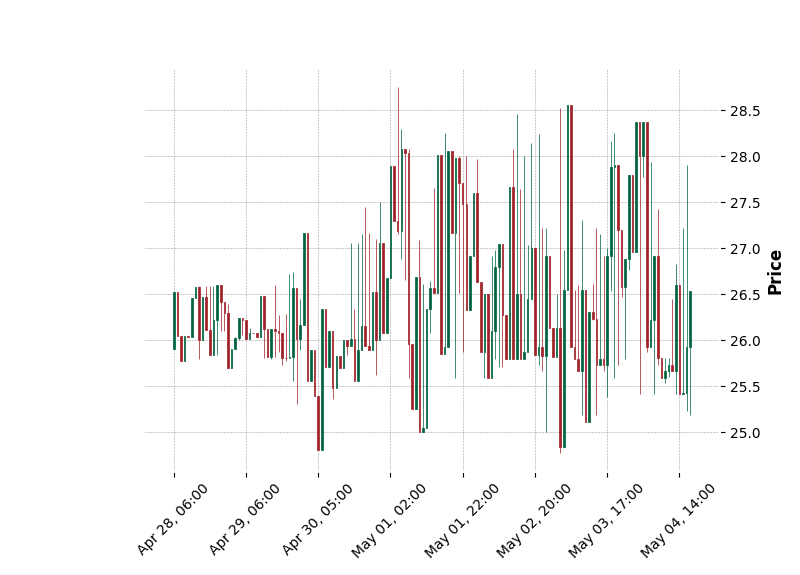 28.5
28.0
27.5
27.0
26.5
26.0
25.5
25.0
Price
Apr 28, 06:00
Apr 29, 06:00
Apr 30, 05:00
May 01, 02:00
May 01, 22:00
May 02, 20:00
May 03, 17:00
May 04, 14:00